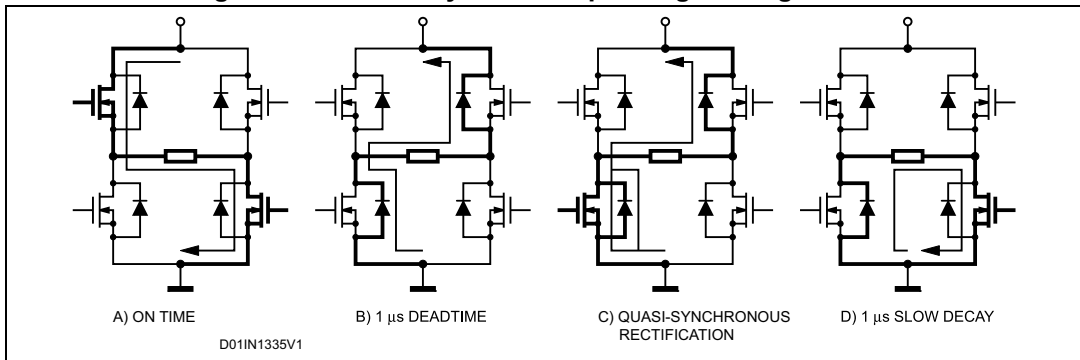 A) ON TIME
B) 1 μs DEADTIME
C) QUASI-SYNCHRONOUS
RECTIFICATION
D) 1 μs SLOW DECAY
D01IN1335V1